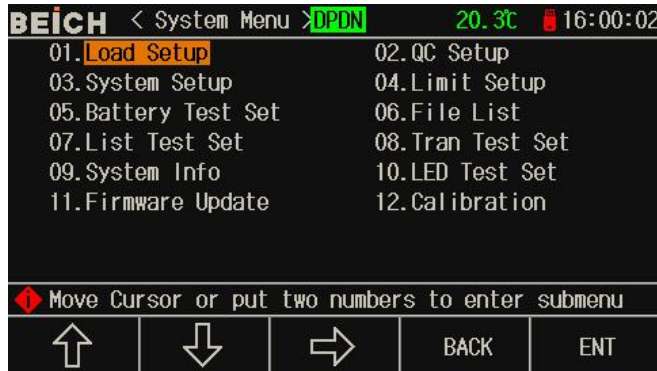 BEICH < System Menu > DPDN 20.3℃ 16:00:02
01.Load Setup 02.QC Setup
03.System Setup 04.Limit Setup
05.Battery Test Set 06.File List
07.List Test Set 08.Tran Test Set
09.System Info 10.LED Test Set
11.Firmware Update 12.Calibration
Move Cursor or put two numbers to enter submenu
BACK ENT